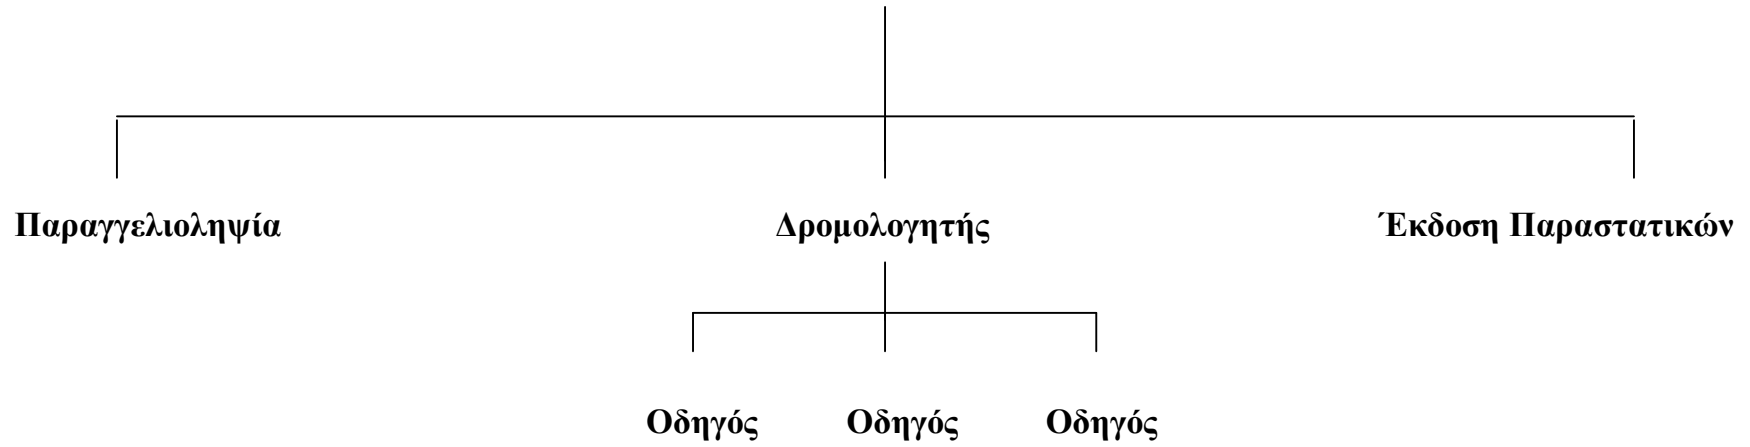 Παραγγελιοληψία Δρομολογητής Έκδοση Παραστατικών
Οδηγός Οδηγός Οδηγός